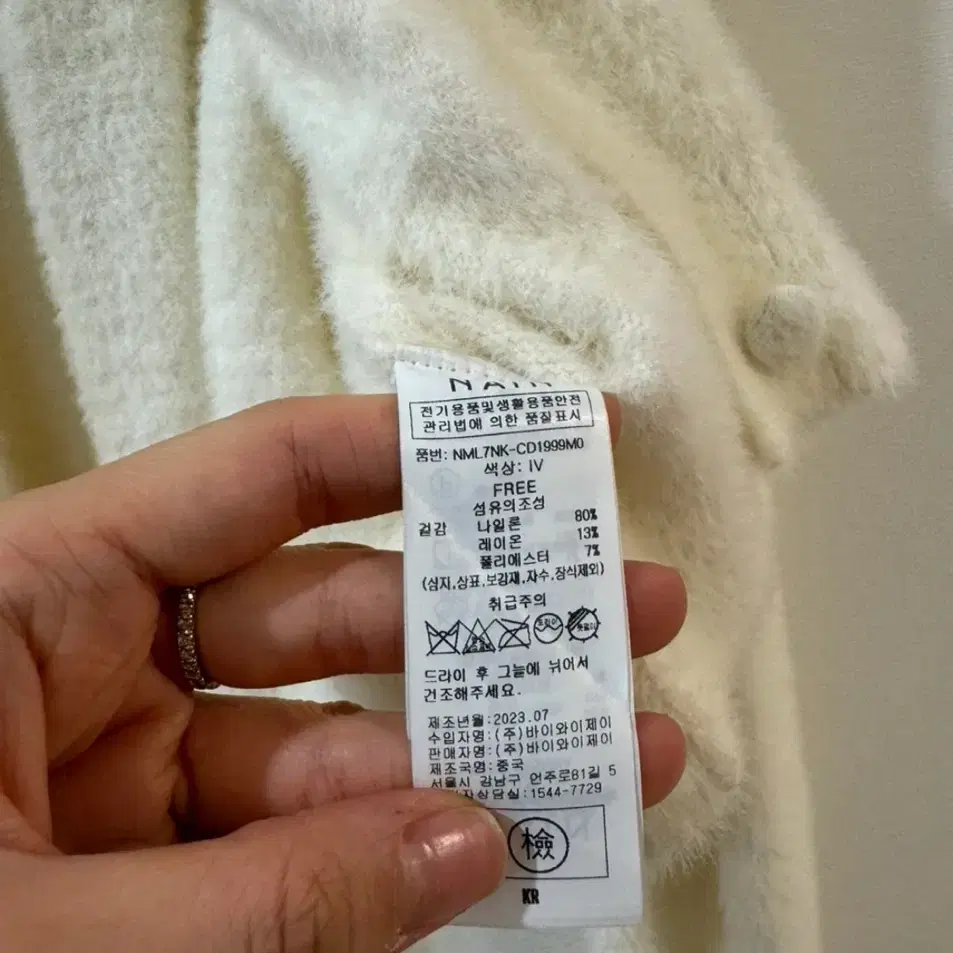 전기용품및생활용품안전
관리법에 의한 품질표시
품번: NML7NK-CD1999M0
색상: IV
FREE
섬유의조성
겉감 나일론 80%
레이온 13%
폴리에스터 7%
(심지,상표,보강재,자수,장식제외)
취급주의
드라이
드라이 후 그늘에 뉘어서
건조해주세요.
제조년월:2023.07
수입자명:(주)바이와이제이
판매자명:(주)바이와이제이
제조국명:중국
서울시 강남구 언주로81길 5
상담실:1544-7729
檢
KR